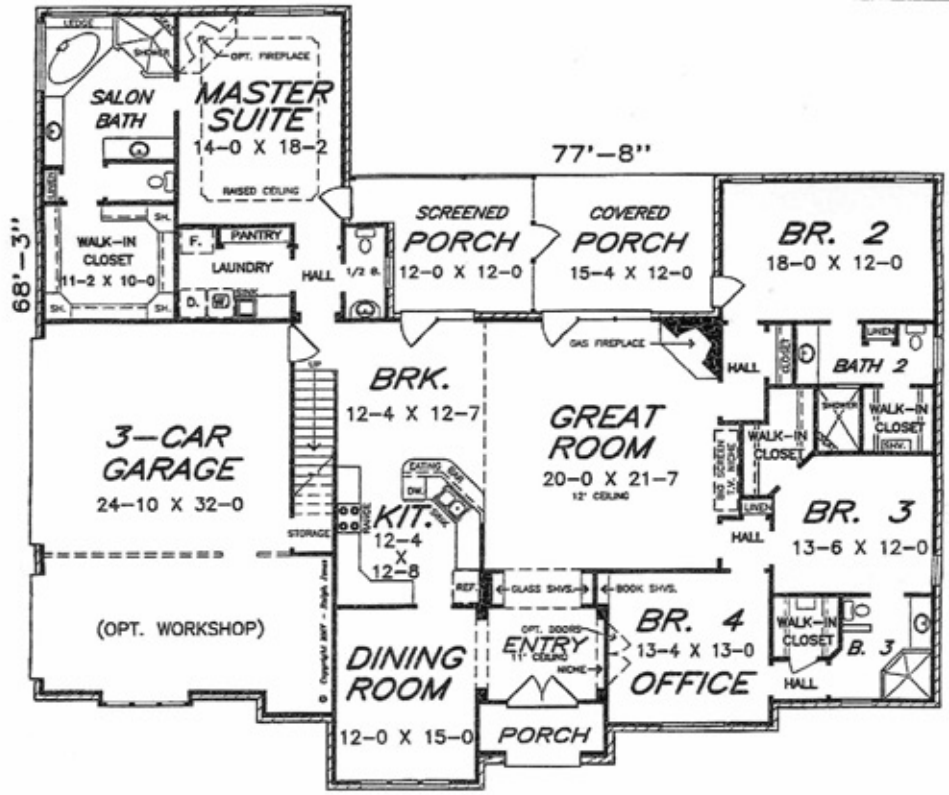 LEDGE
SEAT
SHOWER
OPT. FIREPLACE
SALON
BATH
MASTER
SUITE
14-0 X 18-2
RAISED CEILING
77'-8"
68'-3"
LINEN
SH.
WALK-IN
CLOSET
11-2 X 10-0
SH.
SH.
F.
PANTRY
LAUNDRY
D.
W
SINK
HALL
1/2 B.
SCREENED
PORCH
12-0 X 12-0
COVERED
PORCH
15-4 X 12-0
BR. 2
18-0 X 12-0
GAS FIREPLACE
HALL
CLOSET
LINEN
BATH 2
SHOWER
SEAT
WALK-IN
CLOSET
SHV.
WALK-IN
CLOSET
UP
BRK.
12-4 X 12-7
GREAT
ROOM
20-0 X 21-7
12' CEILING
BIG SCREEN
T.V. NICHE
3-CAR
GARAGE
24-10 X 32-0
STORAGE
EATING BAR
DW.
SINK
RANGE
KIT.
12-4
X
12-8
REF.
LINEN
HALL
BR. 3
13-6 X 12-0
GLASS SHVS.
BOOK SHVS.
(OPT. WORKSHOP)
DINING
ROOM
12-0 X 15-0
OPT. DOORS
ENTRY
11' CEILING
NICHE
BR. 4
13-4 X 13-0
OFFICE
WALK-IN
CLOSET
B. 3
HALL
PORCH